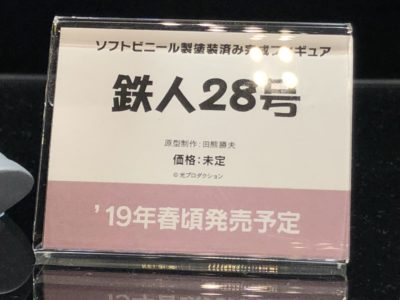 ソフトビニール製塗装済み完成フィギュア
鉄人28号
原型制作：田熊勝夫
価格：未定
©光プロダクション
’19年春頃発売予定